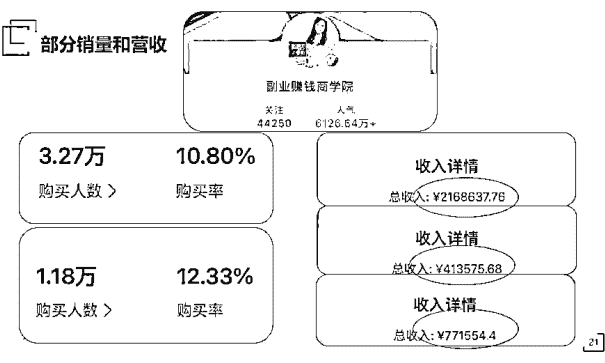 部分销量和营收
副业赚钱商学院
关注 人气
44250 6126.64万+
3.27万 10.80%
购买人数 > 购买率
1.18万 12.33%
购买人数 > 购买率
收入详情
总收入: ¥2168637.76
收入详情
总收入: ¥413575.68
收入详情
总收入: ¥771554.4
21